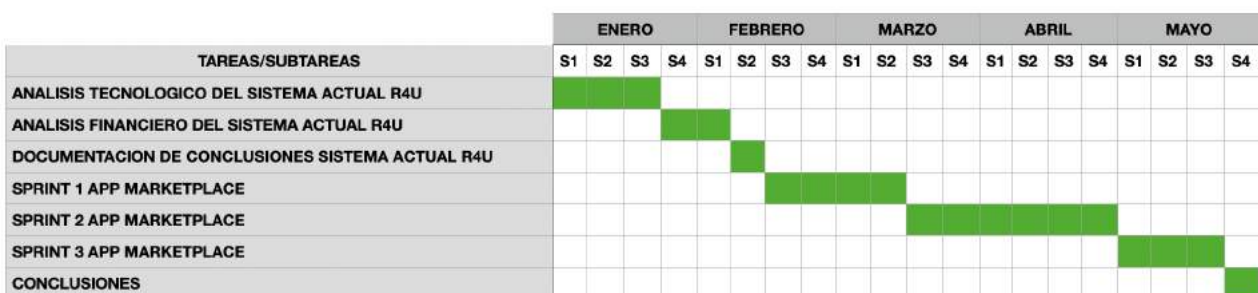 ENERO FEBRERO MARZO ABRIL MAYO
TAREAS/SUBTAREAS S1 S2 S3 S4 S1 S2 S3 S4 S1 S2 S3 S4 S1 S2 S3 S4 S1 S2 S3 S4
ANALISIS TECNOLOGICO DEL SISTEMA ACTUAL R4U
ANALISIS FINANCIERO DEL SISTEMA ACTUAL R4U
DOCUMENTACION DE CONCLUSIONES SISTEMA ACTUAL R4U
SPRINT 1 APP MARKETPLACE
SPRINT 2 APP MARKETPLACE
SPRINT 3 APP MARKETPLACE
CONCLUSIONES